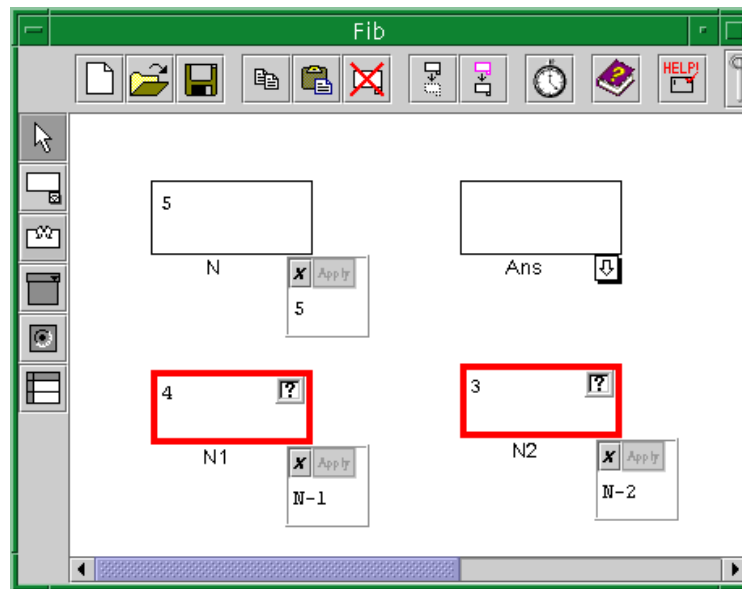 Fib
HELP!
5
N
X Apply
5
Ans
4 ?
N1
X Apply
N-1
3 ?
N2
X Apply
N-2